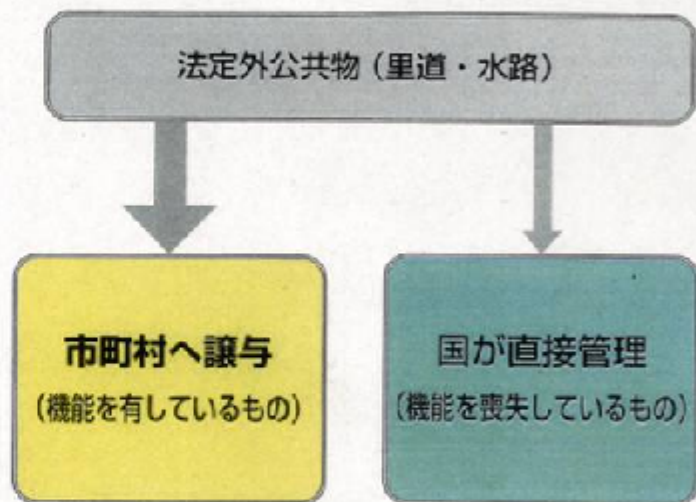 法定外公共物(里道・水路)
市町村へ譲与
(機能を有しているもの)
国が直接管理
(機能を喪失しているもの)